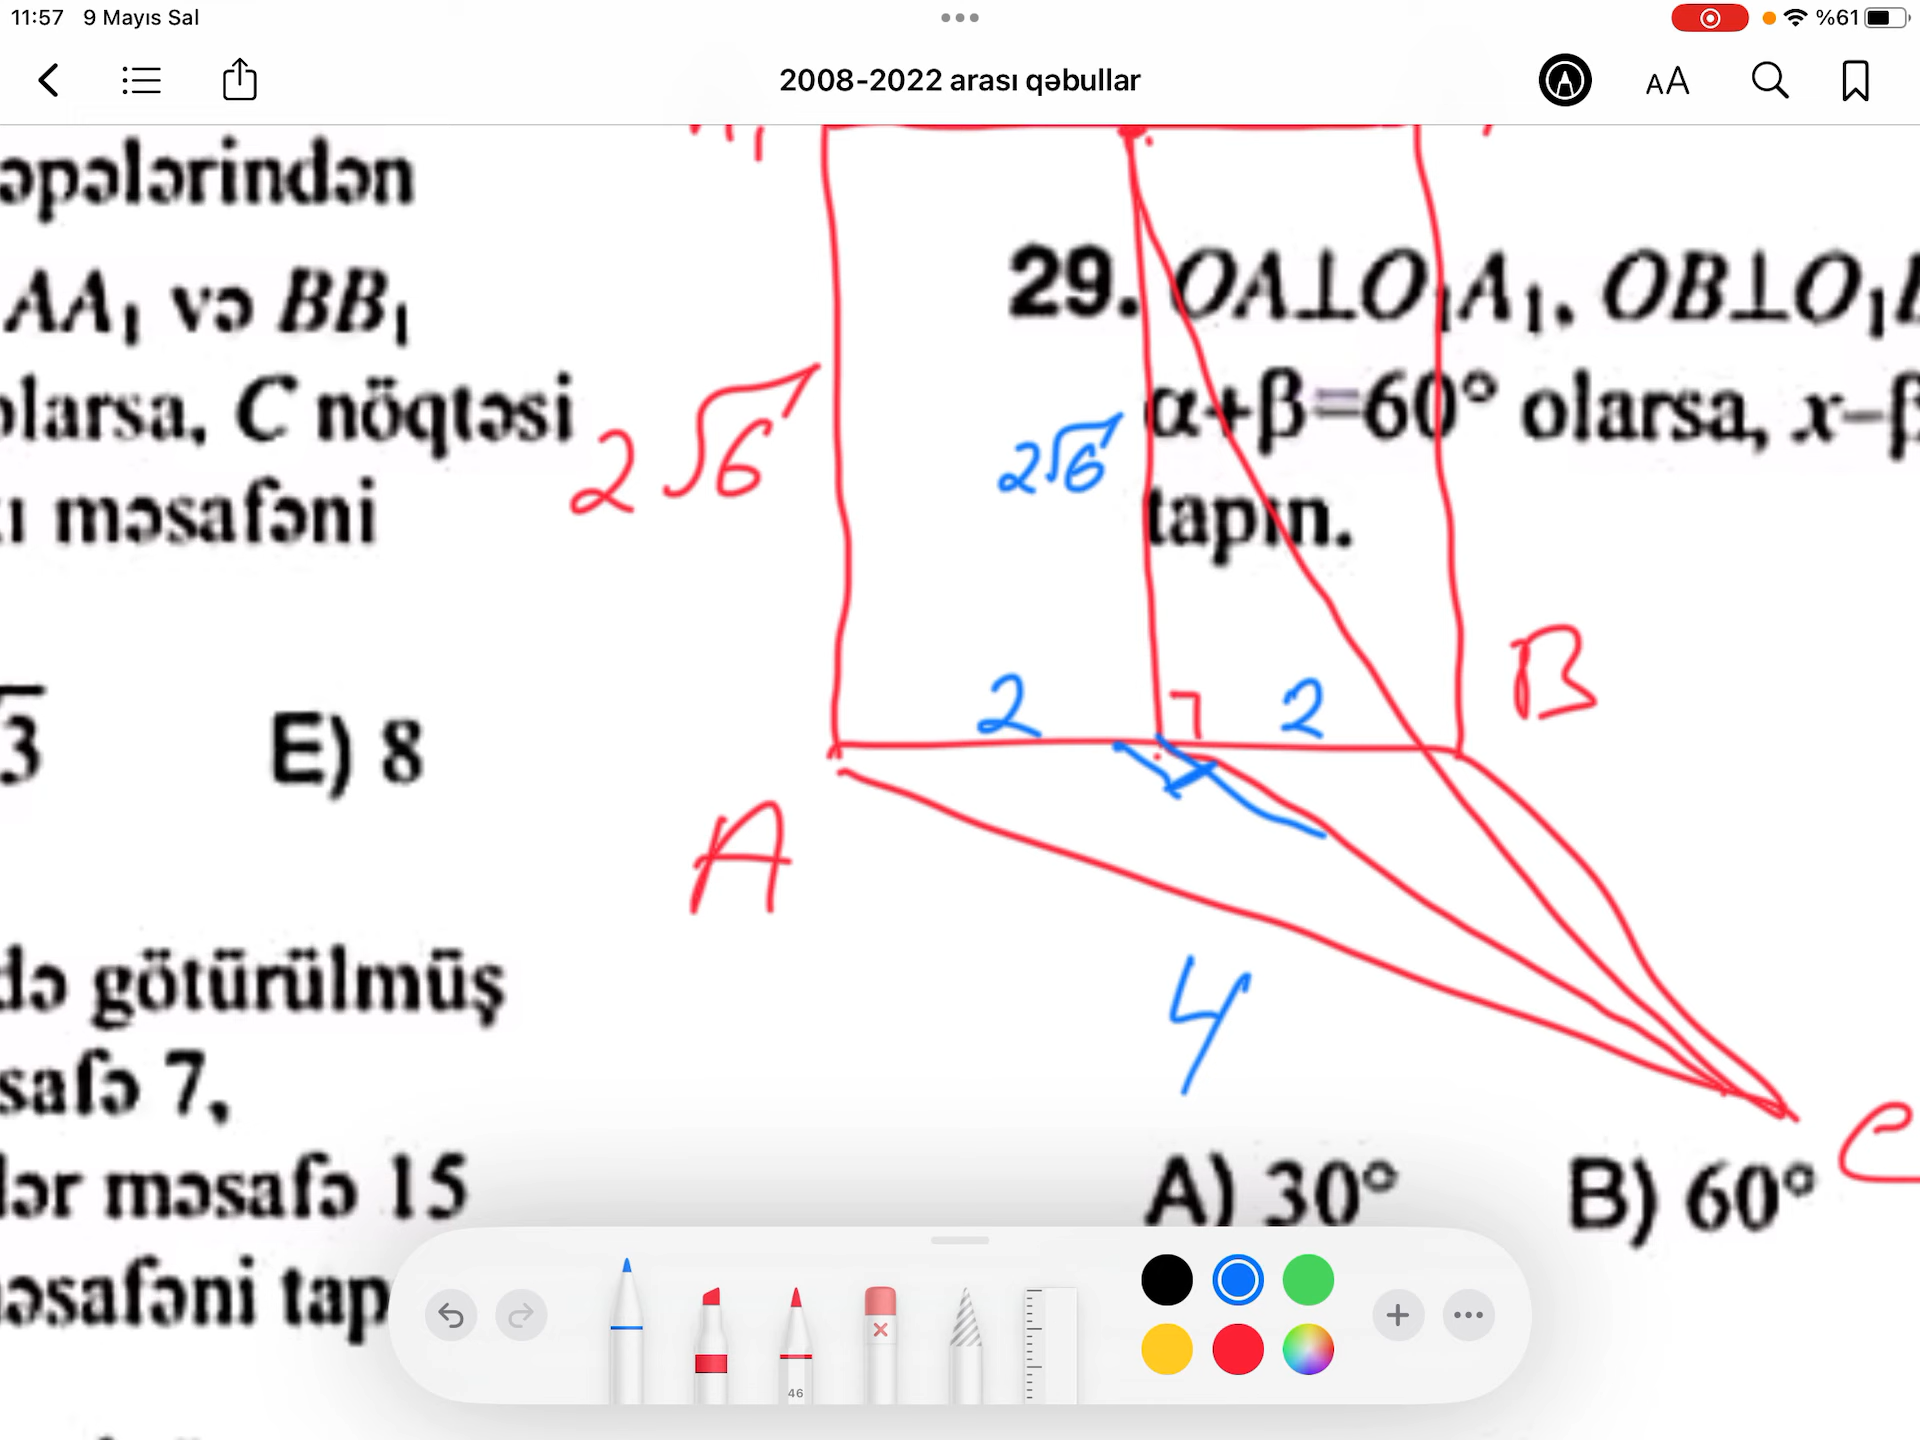 11:57 9 Mayıs Sal
%61
2008-2022 arası qəbullar
AA
əpələrindən
AA₁ və BB₁
olarsa, C nöqtəsi
məsafəni
3 E) 8
də götürülmüş
safə 7,
lər məsafə 15
əsafəni tap
29. OA⊥O₁A₁, OB⊥O₁
α+β=60° olarsa, x–β
tapın.
2√6
2√6
2
2
B
A
4
C
A) 30° B) 60°
46